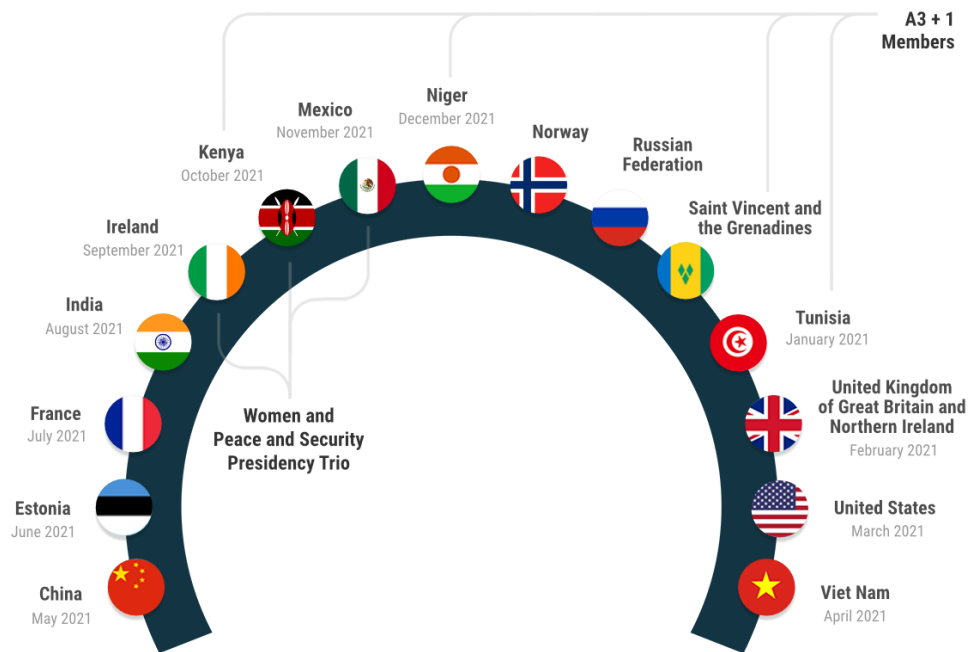 A3 + 1
Members
Niger
December 2021
Mexico
November 2021
Norway
Kenya
October 2021
Russian
Federation
Ireland
September 2021
Saint Vincent and
the Grenadines
India
August 2021
Tunisia
January 2021
France
July 2021
Women and
Peace and Security
Presidency Trio
United Kingdom
of Great Britain and
Northern Ireland
February 2021
Estonia
June 2021
United States
March 2021
China
May 2021
Viet Nam
April 2021